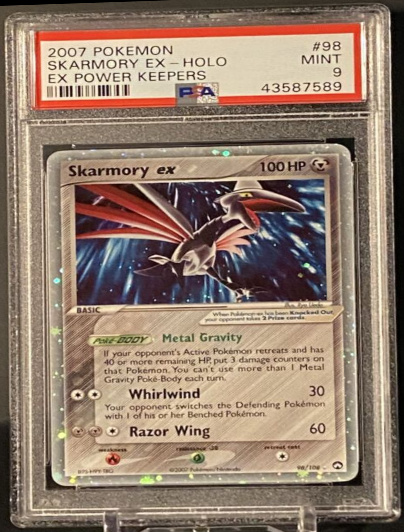 2007 POKEMON #98
SKARMORY EX - HOLO MINT
EX POWER KEEPERS 9
PSA 43587589
Skarmory ex 100 HP
Illus. Ryo Ueda
BASIC
When Pokémon-ex has been Knocked Out
your opponent takes 2 Prize cards.
Poké-BODY Metal Gravity
If your opponent's Active Pokémon retreats and
has 40 or more remaining HP, put 3 damage counters on
that Pokémon. You can't use more than 1 Metal
Gravity Poké-Body each turn.
Whirlwind 30
Your opponent switches the Defending Pokémon
with 1 of his or her Benched Pokémon.
Razor Wing 60
weakness resistance -30 retreat cost
©2007 Pokémon/Nintendo 98/108